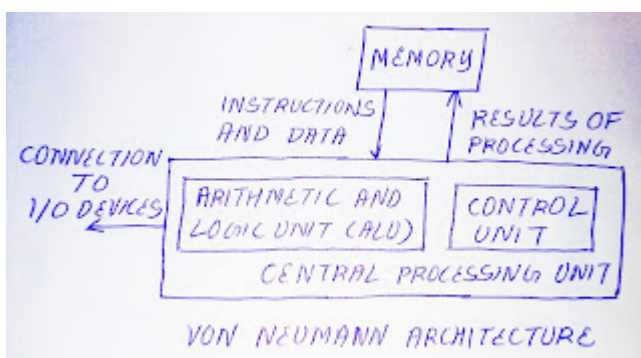 MEMORY
INSTRUCTIONS
AND DATA
RESULTS OF
PROCESSING
CONNECTION
TO
I/O DEVICES
ARITHMETIC AND
LOGIC UNIT (ALU)
CONTROL
UNIT
CENTRAL PROCESSING UNIT
VON NEUMANN ARCHITECTURE